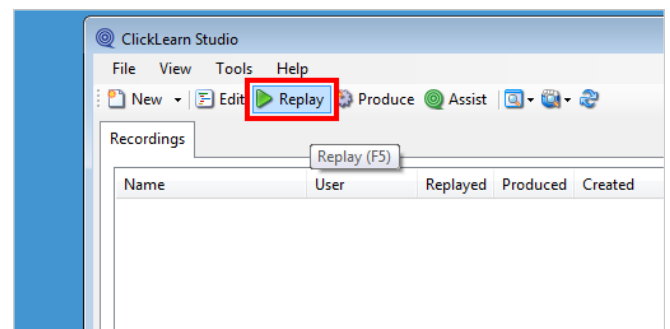 ClickLearn Studio
File View Tools Help
New Edit Replay Produce Assist
Recordings
Replay (F5)
Name User Replayed Produced Created